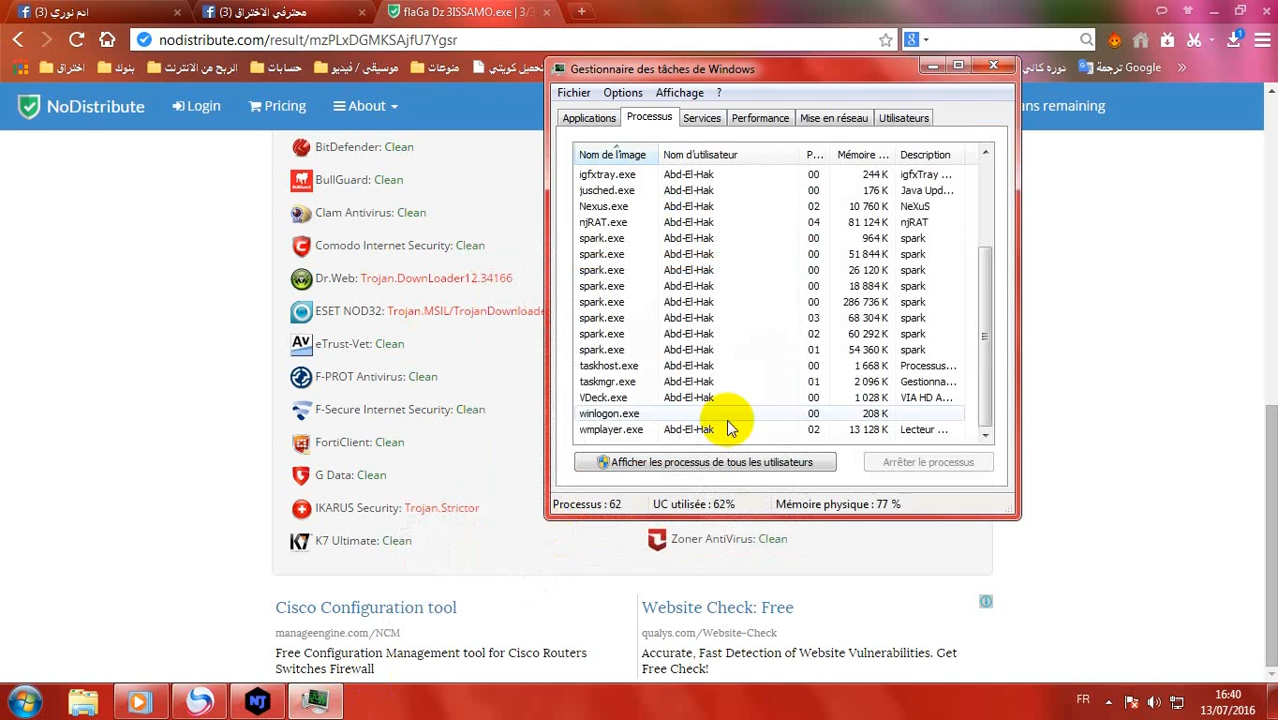 (3) ادم نوري
(3) محترفي الاختراق
flaGa Dz 3ISSAMO.exe | 3/3
nodistribute.com/result/mzPLxDGMKSAjfU7Ygsr
اختراق
بنوك
الربح من الانترنت
حسابات
موسيقى / فيديو
منوعات
تحميل كويتي
Google ترجمة
NoDistribute
Login
Pricing
About
ans remaining
BitDefender: Clean
BullGuard: Clean
Clam Antivirus: Clean
Comodo Internet Security: Clean
Dr.Web: Trojan.DownLoader12.34166
ESET NOD32: Trojan.MSIL/TrojanDownloade
eTrust-Vet: Clean
F-PROT Antivirus: Clean
F-Secure Internet Security: Clean
FortiClient: Clean
G Data: Clean
IKARUS Security: Trojan.Strictor
K7 Ultimate: Clean
Zoner AntiVirus: Clean
Gestionnaire des tâches de Windows
Fichier Options Affichage ?
Applications Processus Services Performance Mise en réseau Utilisateurs
Nom de l'image Nom d'utilisateur P... Mémoire ... Description
igfxtray.exe Abd-El-Hak 00 244 K igfxTray ...
jusched.exe Abd-El-Hak 00 176 K Java Upd...
Nexus.exe Abd-El-Hak 02 10 760 K NeXuS
njRAT.exe Abd-El-Hak 04 81 124 K njRAT
spark.exe Abd-El-Hak 00 964 K spark
spark.exe Abd-El-Hak 00 51 844 K spark
spark.exe Abd-El-Hak 00 26 120 K spark
spark.exe Abd-El-Hak 00 18 884 K spark
spark.exe Abd-El-Hak 00 286 736 K spark
spark.exe Abd-El-Hak 03 68 304 K spark
spark.exe Abd-El-Hak 02 60 292 K spark
spark.exe Abd-El-Hak 01 54 360 K spark
taskhost.exe Abd-El-Hak 00 1 668 K Processus...
taskmgr.exe Abd-El-Hak 01 2 096 K Gestionna...
VDeck.exe Abd-El-Hak 00 1 028 K VIA HD A...
winlogon.exe 00 208 K
wmplayer.exe Abd-El-Hak 02 13 128 K Lecteur ...
Afficher les processus de tous les utilisateurs
Arrêter le processus
Processus : 62 UC utilisée : 62% Mémoire physique : 77 %
Cisco Configuration tool
manageengine.com/NCM
Free Configuration Management tool for Cisco Routers
Switches Firewall
Website Check: Free
qualys.com/Website-Check
Accurate, Fast Detection of Website Vulnerabilities. Get
Free Check!
NJ
FR
16:40
13/07/2016